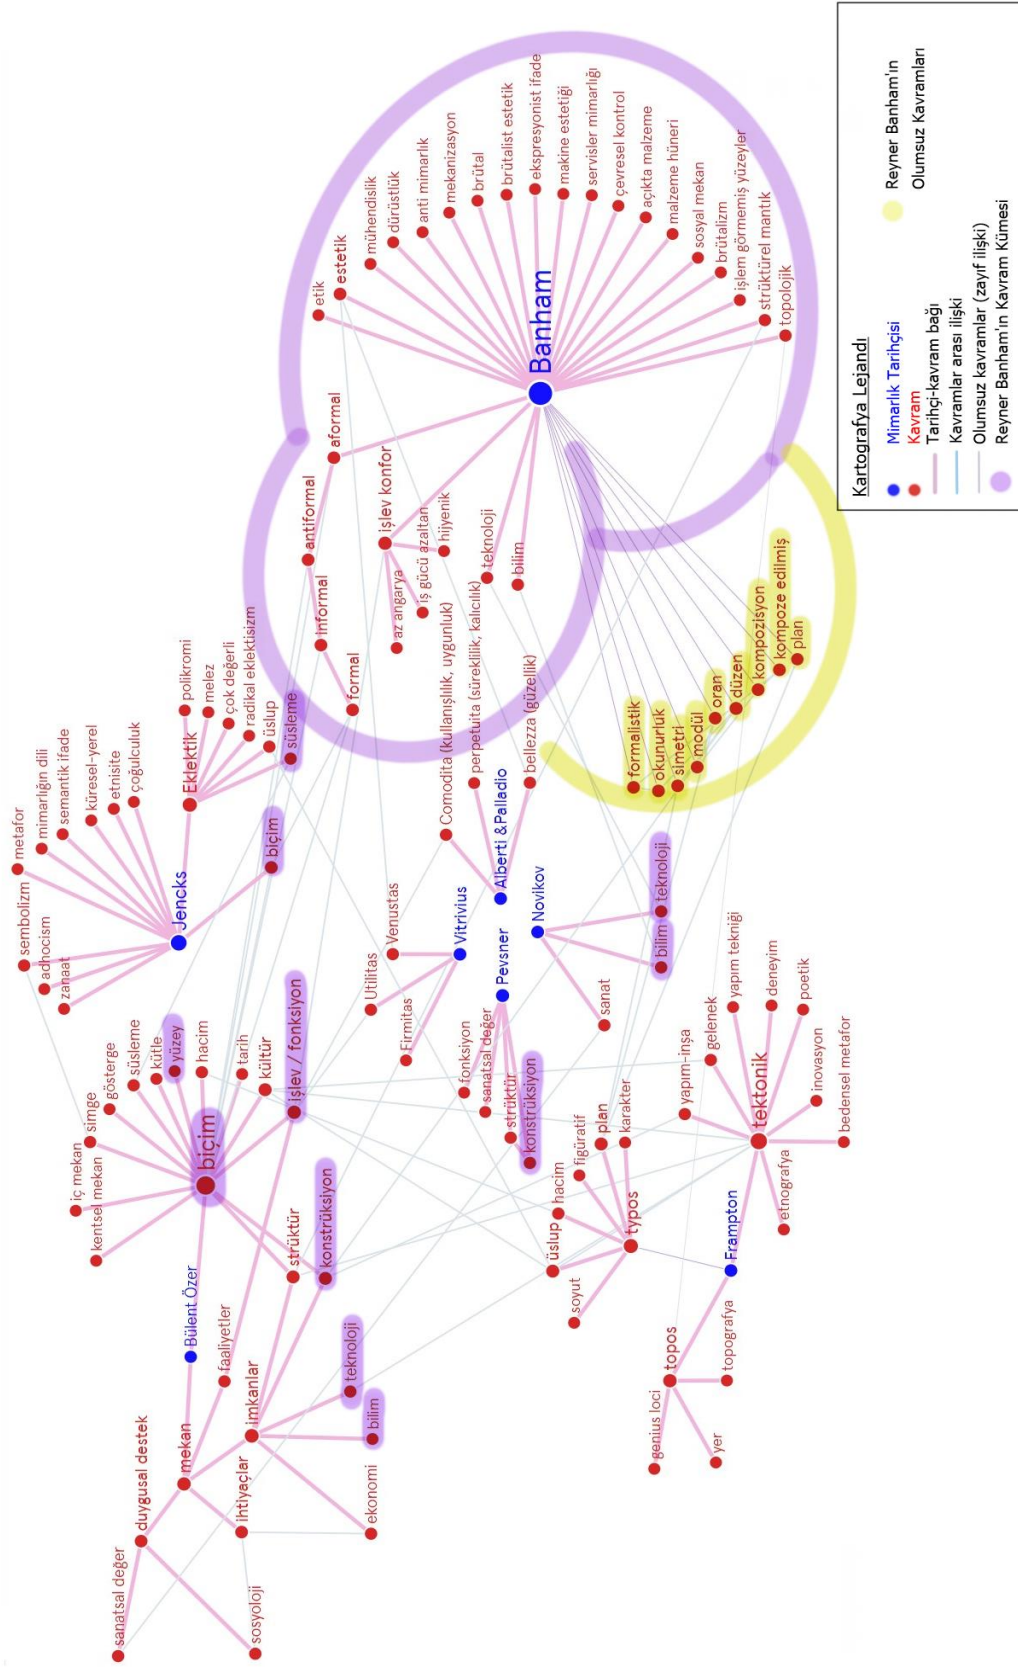 sanatsal değer
duygusal destek
sosyoloji
mekan
ihtiyaçlar
ekonomi
imkanlar
faaliyetler
bilim
teknoloji
Bülent Özer
kentsel mekan
iç mekan
simge
gösterge
süsleme
kütle
yüzey
hacim
biçim
tarih
kültür
işlev / fonksiyon
strüktür
konstrüksiyon
sembolizm
adhocism
zanaat
metafor
mimarlığın dili
semantik ifade
küresel-yerel
etnisite
çoğulculuk
Jencks
Eklektik
polikromi
melez
çok değerli
radikal eklektisizm
üslup
süsleme
biçim
Utilitas
Venustas
Firmitas
Vitrivius
Comodita (kullanışlılık, uygunluk)
perpetuita (süreklilik, kalıcılık)
bellezza (güzellik)
Alberti &Palladio
Pevsner
fonksiyon
sanatsal değer
strüktür
konstrüksiyon
Novikov
sanat
bilim
teknoloji
genius loci
yer
topografya
topos
Frampton
soyut
üslup
hacim
figüratif
plan
karakter
typos
etnografya
tektonik
yapım-inşa
gelenek
yapım tekniği
deneyim
poetik
inovasyon
bedensel metafor
formal
informal
antiformal
aformal
işlev konfor
az angarya
iş gücü azaltan
hijyenik
teknoloji
bilim
Banham
etik
estetik
mühendislik
dürüstlük
anti mimarlık
mekanizasyon
brütal
brütalist estetik
ekspresyonist ifade
makine estetiği
servisler mimarlığı
çevresel kontrol
açıkta malzeme
malzeme hüneri
sosyal mekan
brütalizm
işlem görmemiş yüzeyler
strüktürel mantık
topolojik
formalistik
okunurluk
simetri
modül
oran
düzen
kompozisyon
kompoze edilmiş
plan
Kartografya Lejandı
Mimarlık Tarihçisi
Kavram
Tarihçi-kavram bağı
Kavramlar arası ilişki
Olumsuz kavramlar (zayıf ilişki)
Reyner Banham'ın Kavram Kümesi
Reyner Banham'ın
Olumsuz Kavramları